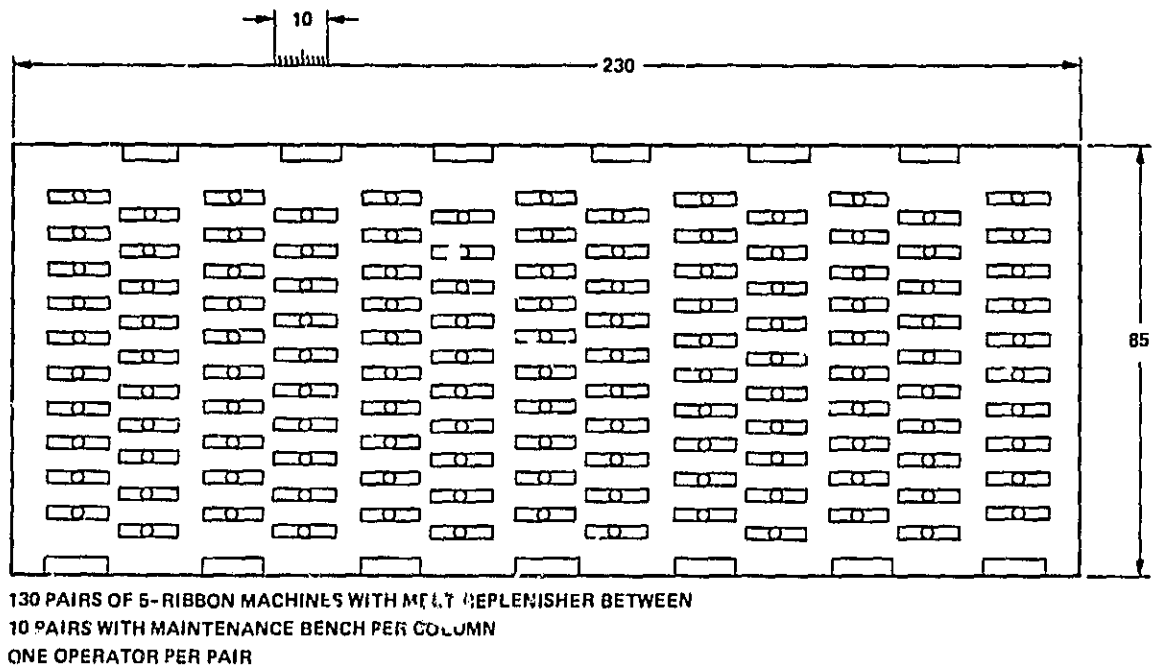 10
230
85
130 PAIRS OF 5-RIBBON MACHINES WITH MELT REPLENISHER BETWEEN
10 PAIRS WITH MAINTENANCE BENCH PER COLUMN
ONE OPERATOR PER PAIR